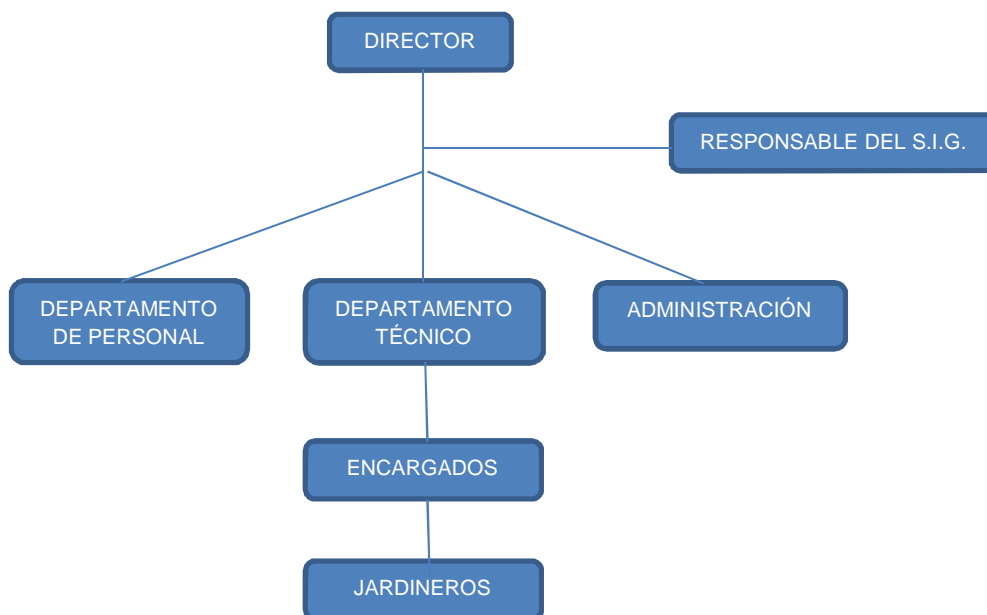 DIRECTOR
RESPONSABLE DEL S.I.G.
DEPARTAMENTO
DE PERSONAL
DEPARTAMENTO
TÉCNICO
ADMINISTRACIÓN
ENCARGADOS
JARDINEROS